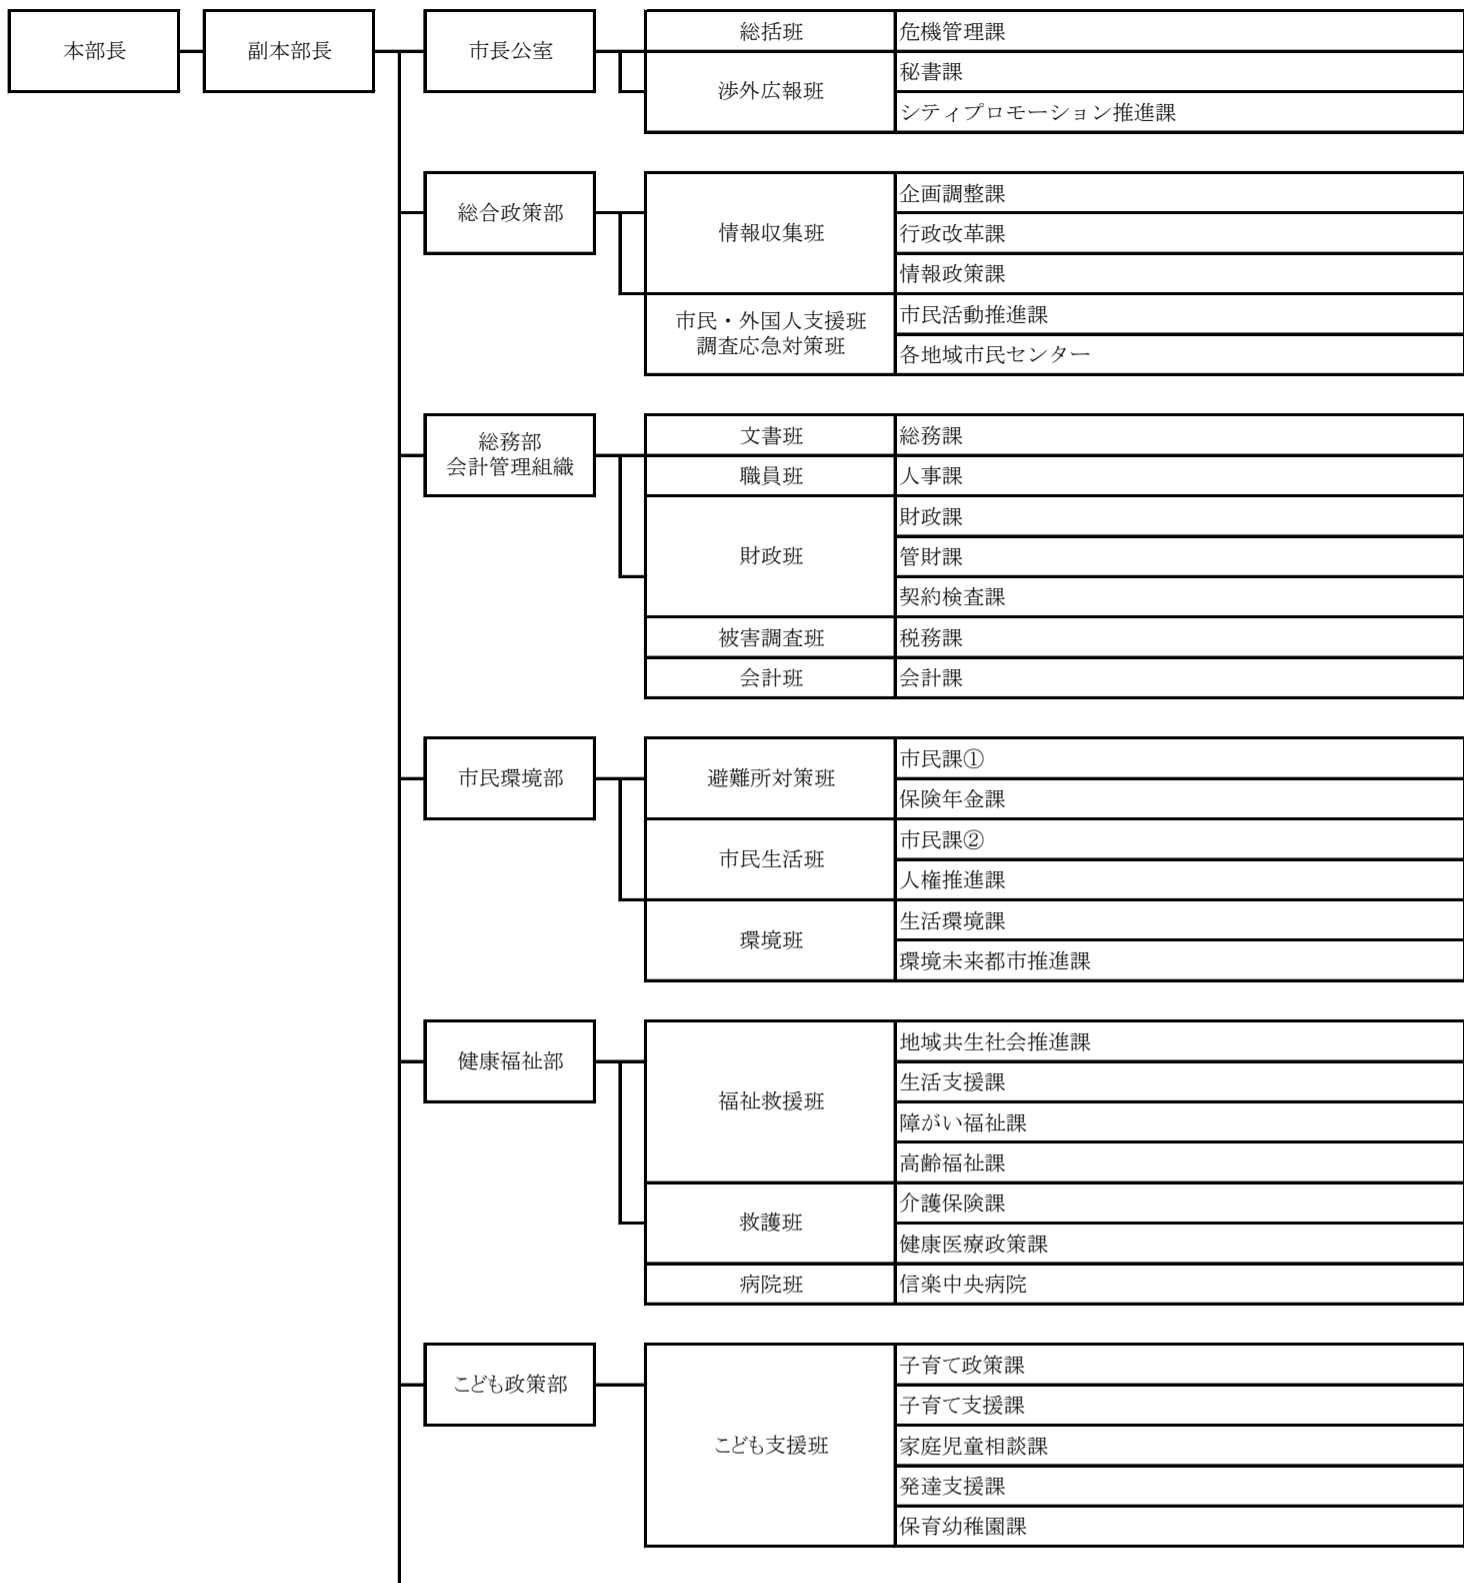 本部長
副本部長
市長公室
総括班
危機管理課
渉外広報班
秘書課
シティプロモーション推進課
総合政策部
情報収集班
企画調整課
行政改革課
情報政策課
市民・外国人支援班
調査応急対策班
市民活動推進課
各地域市民センター
総務部
会計管理組織
文書班
総務課
職員班
人事課
財政班
財政課
管財課
契約検査課
被害調査班
税務課
会計班
会計課
市民環境部
避難所対策班
市民課①
保険年金課
市民生活班
市民課②
人権推進課
環境班
生活環境課
環境未来都市推進課
健康福祉部
福祉救援班
地域共生社会推進課
生活支援課
障がい福祉課
高齢福祉課
救護班
介護保険課
健康医療政策課
病院班
信楽中央病院
こども政策部
こども支援班
子育て政策課
子育て支援課
家庭児童相談課
発達支援課
保育幼稚園課